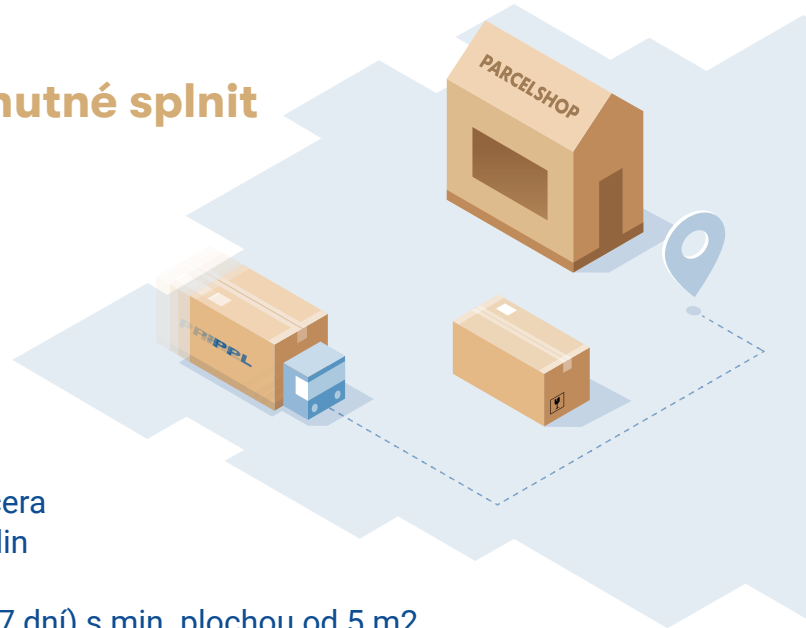 nutné splnit
PARCELSHOP
PPL
cera
lin
7 dní) s min. plochou od 5 m2